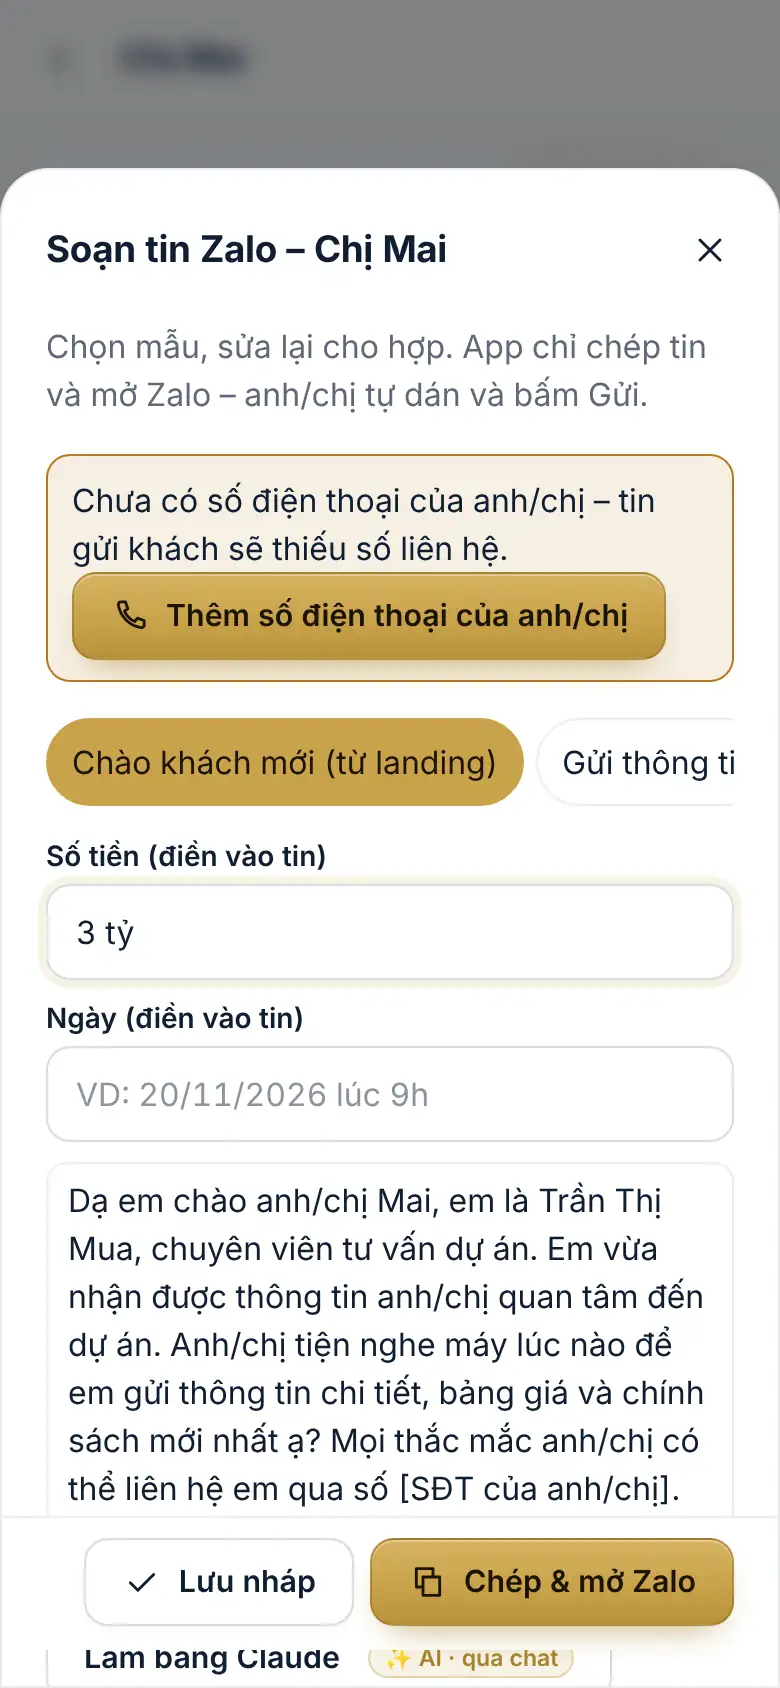 Soạn tin Zalo – Chị Mai
Chọn mẫu, sửa lại cho hợp. App chỉ chép tin
và mở Zalo – anh/chị tự dán và bấm Gửi.
Chưa có số điện thoại của anh/chị – tin
gửi khách sẽ thiếu số liên hệ.
Thêm số điện thoại của anh/chị
Chào khách mới (từ landing)
Gửi thông ti
Số tiền (điền vào tin)
3 tỷ
Ngày (điền vào tin)
VD: 20/11/2026 lúc 9h
Dạ em chào anh/chị Mai, em là Trần Thị
Mua, chuyên viên tư vấn dự án. Em vừa
nhận được thông tin anh/chị quan tâm đến
dự án. Anh/chị tiện nghe máy lúc nào để
em gửi thông tin chi tiết, bảng giá và chính
sách mới nhất ạ? Mọi thắc mắc anh/chị có
thể liên hệ em qua số [SĐT của anh/chị].
Lưu nháp
Chép & mở Zalo
Làm bằng Claude
✨ AI · qua chat